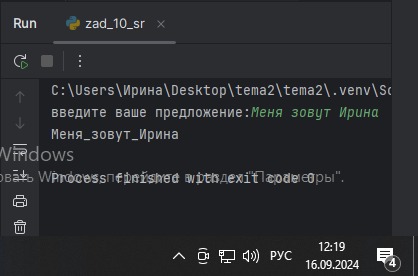 Run zad_10_sr
C:\Users\Ирина\Desktop\tema2\tema2\.venv\Sc
введите ваше предложение:Меня зовут Ирина
Меня_зовут_Ирина
Windows
Process finished with exit code 0
овать Windows, перейдите в раздел "Параметры".
РУС
12:19
16.09.2024
4